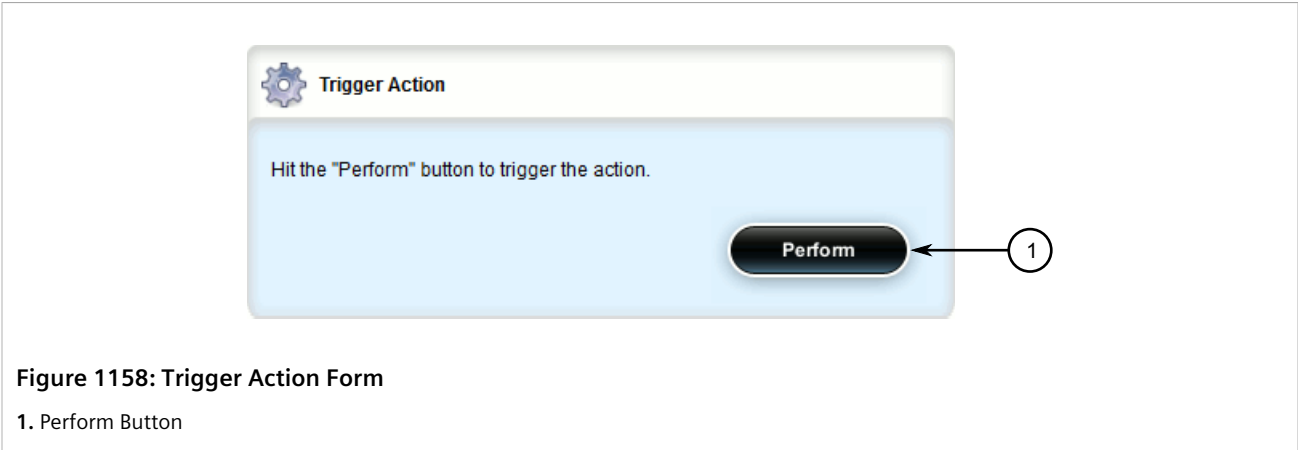 Trigger Action
Hit the "Perform" button to trigger the action.
Perform
1
Figure 1158: Trigger Action Form
1. Perform Button